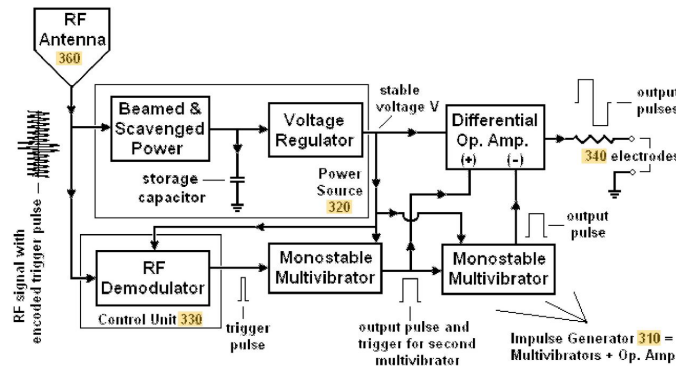 RF
Antenna
360
Beamed &
Scavenged
Power
Voltage
Regulator
stable
voltage V
Differential
Op. Amp.
(+) (-)
output
pulses
340 electrodes
storage
capacitor
Power
Source
320
output
pulse
RF signal with
encoded trigger pulse
RF
Demodulator
Control Unit 330
Monostable
Multivibrator
Monostable
Multivibrator
trigger
pulse
output pulse and
trigger for second
multivibrator
Impulse Generator 310 =
Multivibrators + Op. Amp